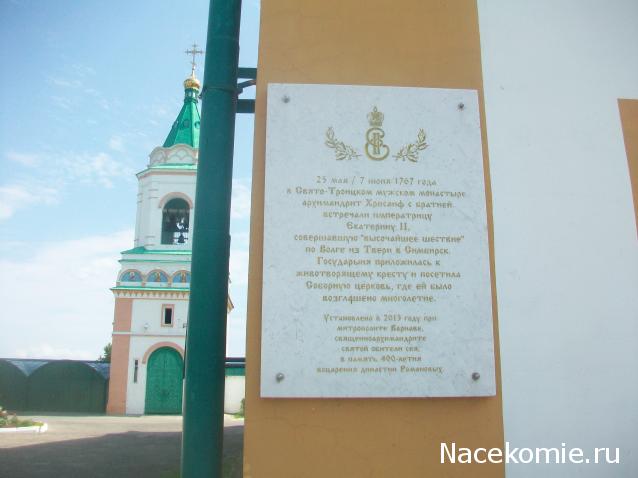 25 мая / 7 июня 1767 года
в Свято-Троицком мужском монастыре
архимандрит Хрисанф с братией
встречали императрицу
Екатерину II,
совершавшую "высочайшее шествие"
по Волге из Твери в Симбирск.
Государыня приложилась к
животворящему кресту и посетила
Соборную церковь, где ей было
возглашено многолетие.
Установлена в 2013 году при
митрополите Варнаве,
священноархимандрите
святой обители сея,
в память 400-летия
воцарения династии Романовых.
Nacekomie.ru